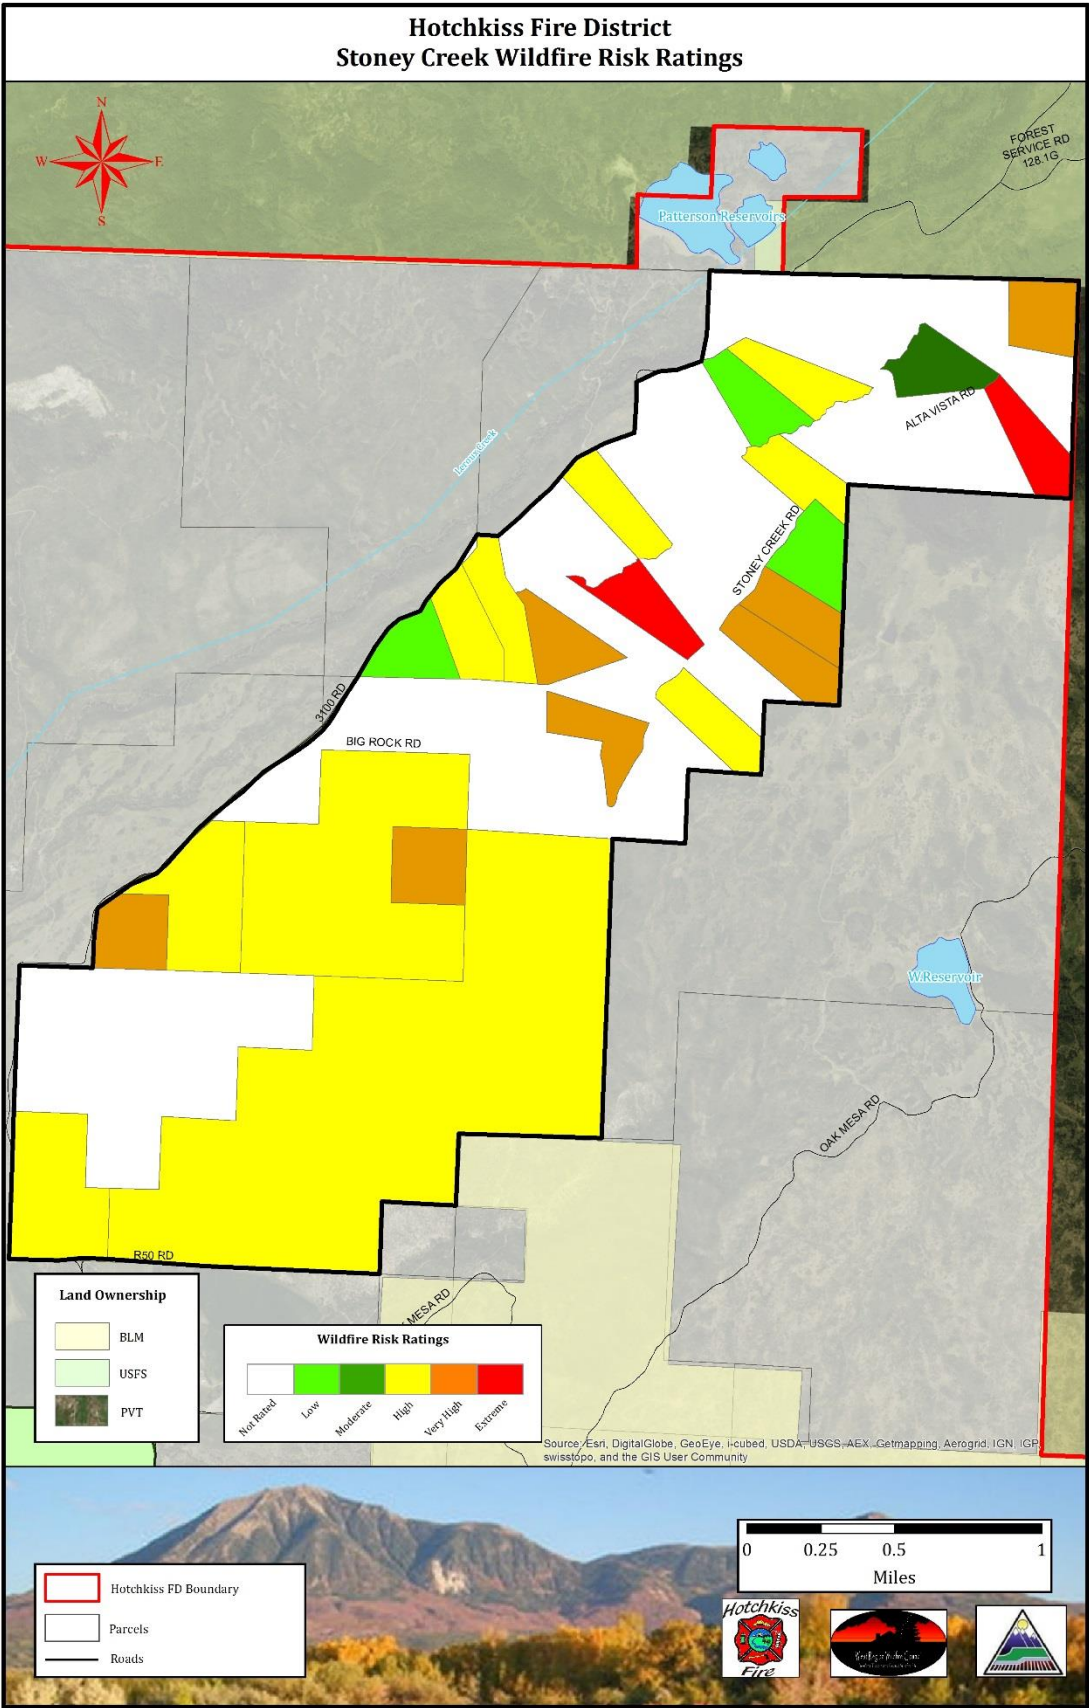 Hotchkiss Fire District
Stoney Creek Wildfire Risk Ratings
N
W
E
S
FOREST
SERVICE RD
128.1G
Patterson Reservoirs
ALTA VISTA RD
Leroux Creek
STONEY CREEK RD
3100 RD
BIG ROCK RD
W.Reservoir
OAK MESA RD
R50 RD
MESA RD
Land Ownership
BLM
USFS
PVT
Wildfire Risk Ratings
Not Rated
Low
Moderate
High
Very High
Extreme
Source: Esri, DigitalGlobe, GeoEye, i-cubed, USDA, USGS, AEX, Getmapping, Aerogrid, IGN, IGP,
swisstopo, and the GIS User Community
Hotchkiss FD Boundary
Parcels
Roads
0 0.25 0.5 1
Miles
Hotchkiss
Fire